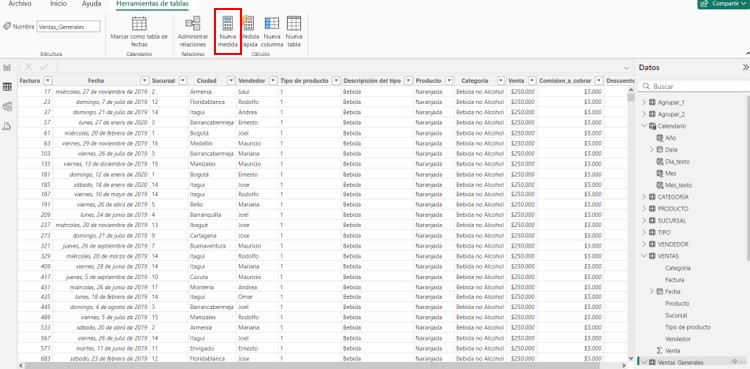 Archivo Inicio Ayuda Herramientas de tablas Compartir
Nombre Ventas_Generales
Marcar como tabla de fechas
Administrar relaciones
Nueva medida
Medida rápida
Nueva columna
Nueva tabla
Estructura Calendarios Relaciones Cálculos
Factura Fecha Sucursal Ciudad Vendedor Tipo de producto Descripición del tipo Producto Categoria Venta Comision_a_cobrar Descuento
17 miércoles, 27 de noviembre de 2019 2 Armenia Saul 1 Bebida Naranjada Bebida no Alcohol $250.000 $5.000
23 domingo, 7 de julio de 2019 12 Floridablanca Rodolfo 1 Bebida Naranjada Bebida no Alcohol $250.000 $5.000
37 domingo, 21 de julio de 2019 14 Itagui Andrea 1 Bebida Naranjada Bebida no Alcohol $250.000 $5.000
57 lunes, 27 de enero de 2020 3 Barrancabermeja Ernesto 1 Bebida Naranjada Bebida no Alcohol $250.000 $5.000
61 miércoles, 20 de febrero de 2019 1 Bogotá Joel 1 Bebida Naranjada Bebida no Alcohol $250.000 $5.000
63 viernes, 29 de noviembre de 2019 16 Medellín Mauricio 1 Bebida Naranjada Bebida no Alcohol $250.000 $5.000
103 viernes, 26 de julio de 2019 3 Barrancabermeja Mariana 1 Bebida Naranjada Bebida no Alcohol $250.000 $5.000
135 viernes, 13 de diciembre de 2019 15 Manizales Mauricio 1 Bebida Naranjada Bebida no Alcohol $250.000 $5.000
181 domingo, 12 de enero de 2020 1 Bogotá Ernesto 1 Bebida Naranjada Bebida no Alcohol $250.000 $5.000
185 sábado, 18 de enero de 2020 14 Itagui Jose 1 Bebida Naranjada Bebida no Alcohol $250.000 $5.000
187 viernes, 10 de mayo de 2019 14 Itagui Rodolfo 1 Bebida Naranjada Bebida no Alcohol $250.000 $5.000
191 viernes, 26 de abril de 2019 5 Bello Mariana 1 Bebida Naranjada Bebida no Alcohol $250.000 $5.000
209 lunes, 24 de junio de 2019 4 Barranquilla Joel 1 Bebida Naranjada Bebida no Alcohol $250.000 $5.000
237 miércoles, 20 de noviembre de 2019 13 Ibagué Jose 1 Bebida Naranjada Bebida no Alcohol $250.000 $5.000
273 domingo, 21 de julio de 2019 9 Cartagena Jose 1 Bebida Naranjada Bebida no Alcohol $250.000 $5.000
321 jueves, 26 de septiembre de 2019 7 Buenaventura Mauricio 1 Bebida Naranjada Bebida no Alcohol $250.000 $5.000
329 miércoles, 20 de marzo de 2019 14 Itagui Rodolfo 1 Bebida Naranjada Bebida no Alcohol $250.000 $5.000
409 viernes, 28 de junio de 2019 14 Itagui Mariana 1 Bebida Naranjada Bebida no Alcohol $250.000 $5.000
417 jueves, 5 de septiembre de 2019 10 Cúcuta Mauricio 1 Bebida Naranjada Bebida no Alcohol $250.000 $5.000
431 miércoles, 26 de junio de 2019 17 Montería Andrea 1 Bebida Naranjada Bebida no Alcohol $250.000 $5.000
435 lunes, 18 de febrero de 2019 14 Itagui Omar 1 Bebida Naranjada Bebida no Alcohol $250.000 $5.000
445 domingo, 4 de agosto de 2019 3 Barrancabermeja Joel 1 Bebida Naranjada Bebida no Alcohol $250.000 $5.000
489 viernes, 5 de julio de 2019 15 Manizales Rodolfo 1 Bebida Naranjada Bebida no Alcohol $250.000 $5.000
533 sábado, 20 de abril de 2019 2 Armenia Mariana 1 Bebida Naranjada Bebida no Alcohol $250.000 $5.000
567 viernes, 26 de julio de 2019 14 Itagui Joel 1 Bebida Naranjada Bebida no Alcohol $250.000 $5.000
571 martes, 11 de junio de 2019 11 Envigado Ernesto 1 Bebida Naranjada Bebida no Alcohol $250.000 $5.000
683 sábado, 23 de febrero de 2019 12 Floridablanca Jose 1 Bebida Naranjada Bebida no Alcohol $250.000 $5.000
Datos
Buscar
Agrupar_1
Agrupar_2
Calendario
Año
Date
Dia_texto
Mes
Mes_texto
CATEGORÍA
PRODUCTO
SUCURSAL
TIPO
VENDEDOR
VENTAS
Categoria
Factura
Fecha
Producto
Sucursal
Tipo de producto
Vendedor
Venta
Ventas_Generales